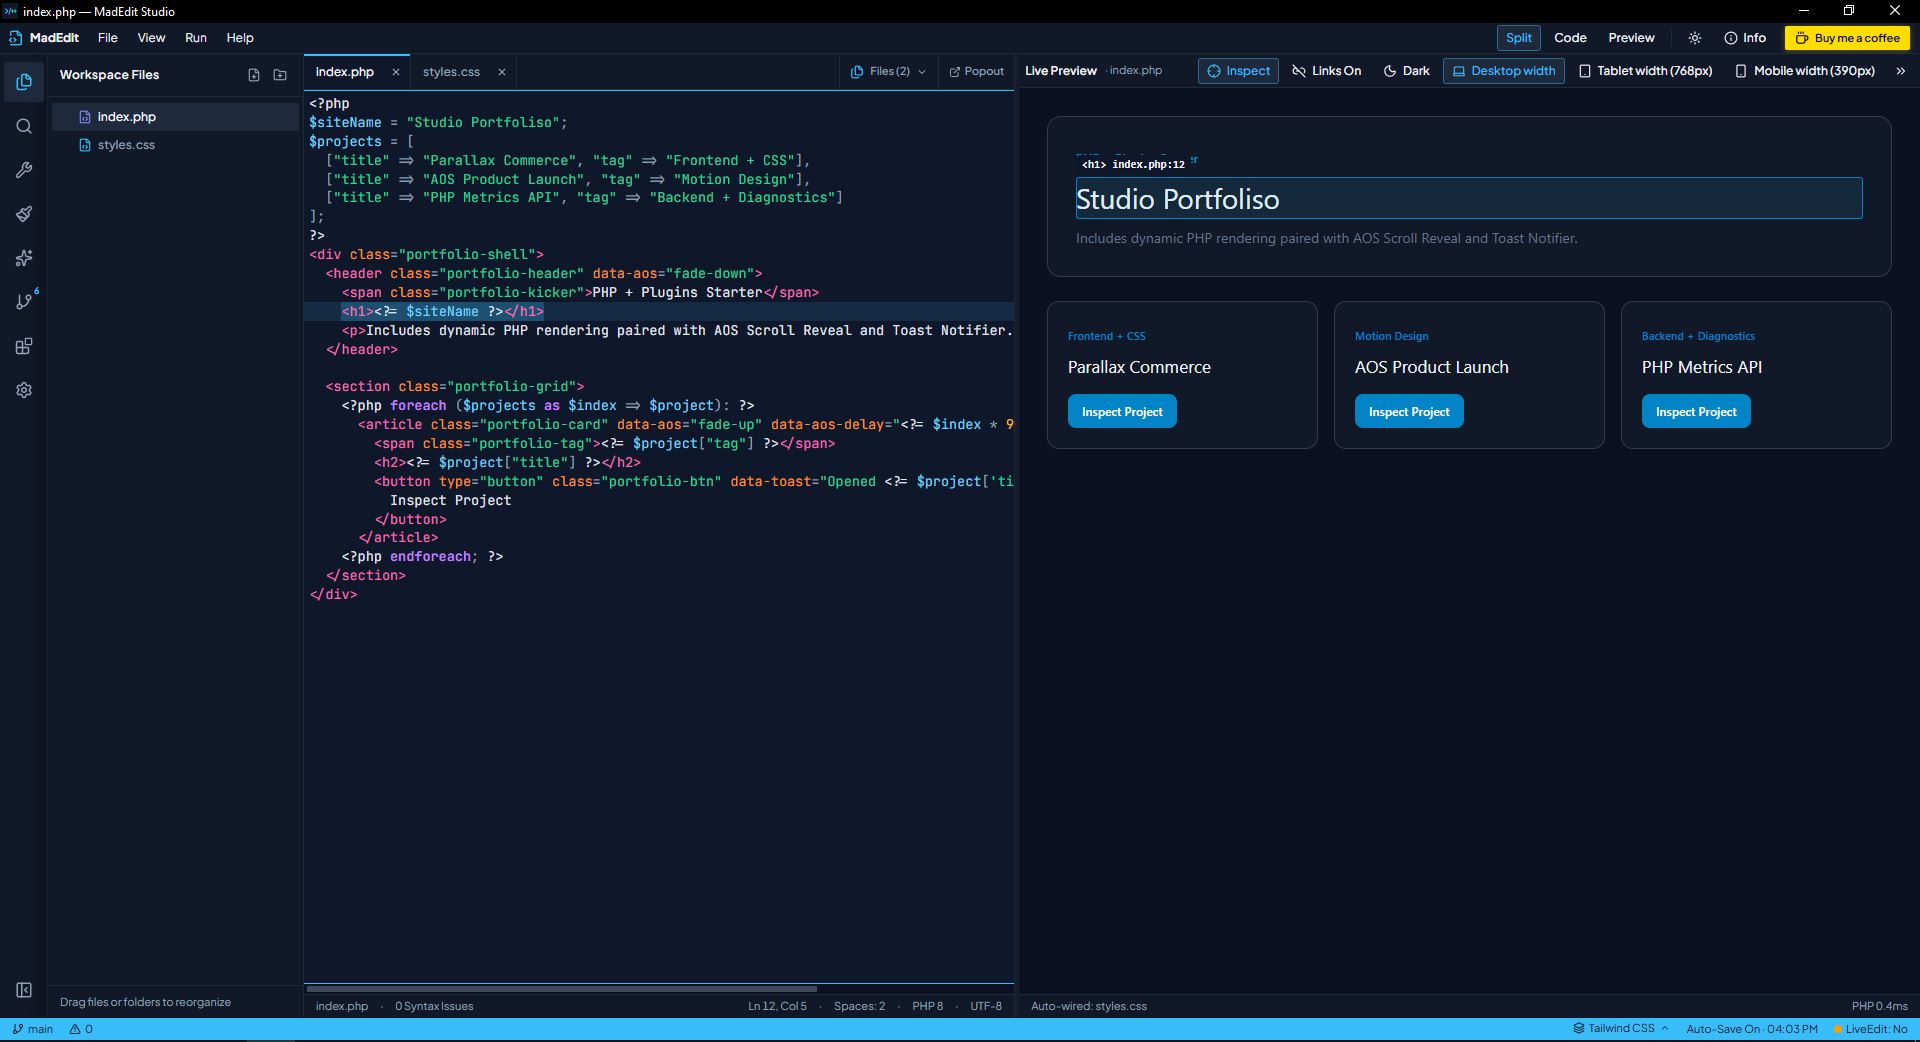 index.php — MadEdit Studio
MadEdit File View Run Help
Split Code Preview Info Buy me a coffee
Workspace Files
index.php
styles.css
6
Drag files or folders to reorganize
index.php styles.css Files (2) Popout
<?php
$siteName = "Studio Portfoliso";
$projects = [
["title" => "Parallax Commerce", "tag" => "Frontend + CSS"],
["title" => "AOS Product Launch", "tag" => "Motion Design"],
["title" => "PHP Metrics API", "tag" => "Backend + Diagnostics"]
];
?>
<div class="portfolio-shell">
<header class="portfolio-header" data-aos="fade-down">
<span class="portfolio-kicker">PHP + Plugins Starter</span>
<h1><?= $siteName ?></h1>
<p>Includes dynamic PHP rendering paired with AOS Scroll Reveal and Toast Notifier.
</header>
<section class="portfolio-grid">
<?php foreach ($projects as $index => $project): ?>
<article class="portfolio-card" data-aos="fade-up" data-aos-delay="<?= $index * 9
<span class="portfolio-tag"><?= $project["tag"] ?></span>
<h2><?= $project["title"] ?></h2>
<button type="button" class="portfolio-btn" data-toast="Opened <?= $project['ti
Inspect Project
</button>
</article>
<?php endforeach; ?>
</section>
</div>
index.php · 0 Syntax Issues Ln 12, Col 5 · Spaces: 2 · PHP 8 · UTF-8
Live Preview · index.php Inspect Links On Dark Desktop width Tablet width (768px) Mobile width (390px)
<h1> index.php:12
Studio Portfoliso
Includes dynamic PHP rendering paired with AOS Scroll Reveal and Toast Notifier.
Frontend + CSS
Parallax Commerce
Inspect Project
Motion Design
AOS Product Launch
Inspect Project
Backend + Diagnostics
PHP Metrics API
Inspect Project
Auto-wired: styles.css PHP 0.4ms
main 0 Tailwind CSS Auto-Save On · 04:03 PM LiveEdit: No